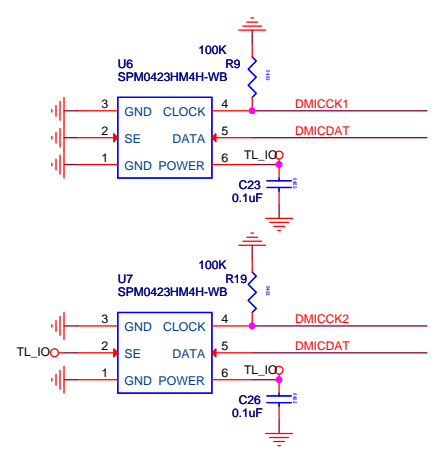 100K
R9
U6
SPM0423HM4H-WB
3 GND CLOCK 4 DMICCK1
2 SE DATA 5 DMICDAT
1 GND POWER 6 TL_IO
C23
0.1uF
100K
R19
U7
SPM0423HM4H-WB
3 GND CLOCK 4 DMICCK2
TL_IO 2 SE DATA 5 DMICDAT
1 GND POWER 6 TL_IO
C26
0.1uF